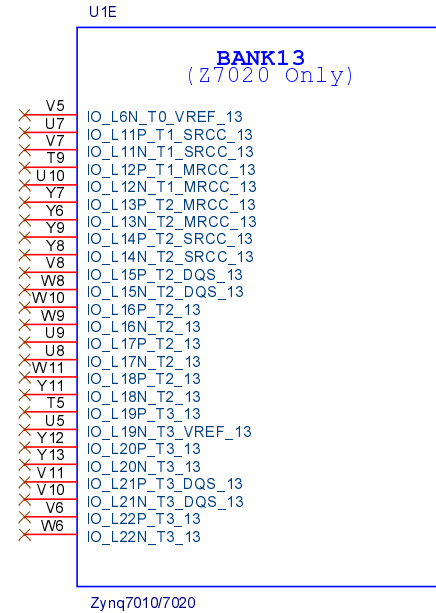 U1E
BANK13
(Z7020 Only)
V5 IO_L6N_T0_VREF_13
U7 IO_L11P_T1_SRCC_13
V7 IO_L11N_T1_SRCC_13
T9 IO_L12P_T1_MRCC_13
U10 IO_L12N_T1_MRCC_13
Y7 IO_L13P_T2_MRCC_13
Y6 IO_L13N_T2_MRCC_13
Y9 IO_L14P_T2_SRCC_13
Y8 IO_L14N_T2_SRCC_13
V8 IO_L15P_T2_DQS_13
W8 IO_L15N_T2_DQS_13
W10 IO_L16P_T2_13
W9 IO_L16N_T2_13
U9 IO_L17P_T2_13
U8 IO_L17N_T2_13
W11 IO_L18P_T2_13
Y11 IO_L18N_T2_13
T5 IO_L19P_T3_13
U5 IO_L19N_T3_VREF_13
Y12 IO_L20P_T3_13
Y13 IO_L20N_T3_13
V11 IO_L21P_T3_DQS_13
V10 IO_L21N_T3_DQS_13
V6 IO_L22P_T3_13
W6 IO_L22N_T3_13
Zynq7010/7020